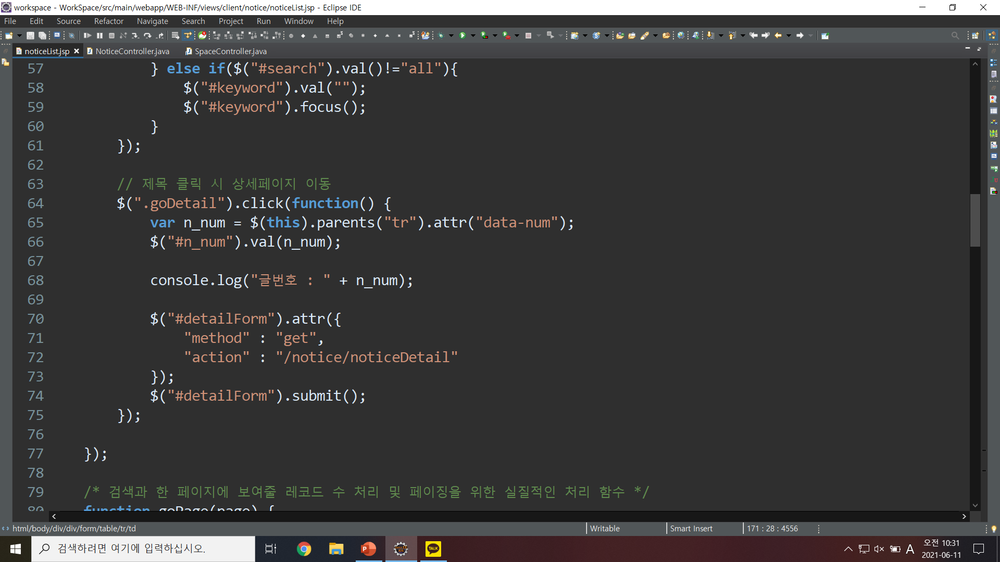 workspace - WorkSpace/src/main/webapp/WEB-INF/views/client/notice/noticeList.jsp - Eclipse IDE
File Edit Source Refactor Navigate Search Project Run Window Help
noticeList.jsp NoticeController.java SpaceController.java
57 } else if($("#search").val()!="all"){
58 $("#keyword").val("");
59 $("#keyword").focus();
60 }
61 });
62
63 // 제목 클릭 시 상세페이지 이동
64 $(".goDetail").click(function() {
65 var n_num = $(this).parents("tr").attr("data-num");
66 $("#n_num").val(n_num);
67
68 console.log("글번호 : " + n_num);
69
70 $("#detailForm").attr({
71 "method" : "get",
72 "action" : "/notice/noticeDetail"
73 });
74 $("#detailForm").submit();
75 });
76
77 });
78
79 /* 검색과 한 페이지에 보여줄 레코드 수 처리 및 페이징을 위한 실질적인 처리 함수 */
80 function goPage(page) {
html/body/div/div/form/table/tr/td Writable Smart Insert 171 : 28 : 4556
검색하려면 여기에 입력하십시오.
TALK
A
오전 10:31
2021-06-11